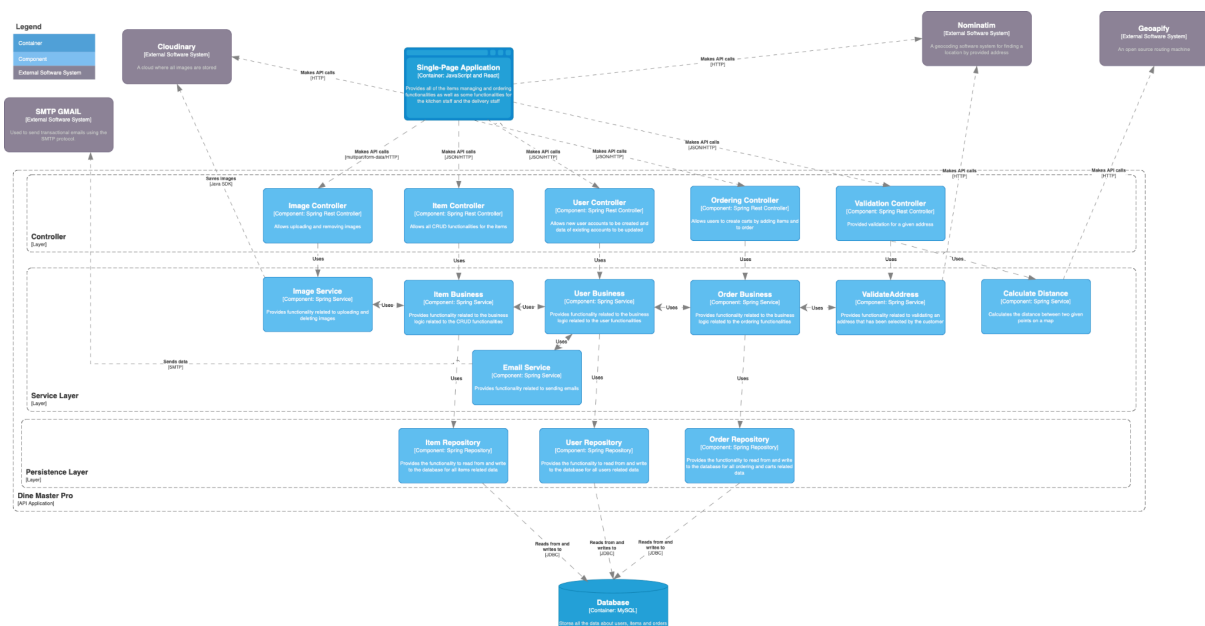 Legend
Container
Component
External Software System
Cloudinary
[External Software System]
A cloud where all images are stored
SMTP GMAIL
[External Software System]
Used to send transactional emails using the
SMTP protocol
Single-Page Application
[Container: JavaScript and React]
Provides all of the items managing and ordering
functionalities as well as some functionalities for
the kitchen staff and the delivery staff
Nominatim
[External Software System]
A geocoding software system for finding a
location by provided address
Geoapify
[External Software System]
An open source routing machine
Makes API calls
[HTTP]
Makes API calls
[HTTP]
Makes API calls
[multipart/form-data/HTTP]
Makes API calls
[JSON/HTTP]
Makes API calls
[JSON/HTTP]
Makes API calls
[JSON/HTTP]
Makes API calls
[JSON/HTTP]
Makes API calls
[HTTP]
Makes API calls
[HTTP]
Saves images
[Java SDK]
Image Controller
[Component: Spring Rest Controller]
Allows uploading and removing images
Item Controller
[Component: Spring Rest Controller]
Allows all CRUD functionalities for the items
User Controller
[Component: Spring Rest Controller]
Allows new user accounts to be created and
data of existing accounts to be updated
Ordering Controller
[Component: Spring Rest Controller]
Allows users to create carts by adding items and
to order
Validation Controller
[Component: Spring Rest Controller]
Provided validation for a given address
Controller
[Layer]
Uses
Uses
Uses
Uses
Uses
Uses
Image Service
[Component: Spring Service]
Provides functionality related to uploading and
deleting images
Uses
Item Business
[Component: Spring Service]
Provides functionality related to the business
logic related to the CRUD functionalities
Uses
User Business
[Component: Spring Service]
Provides functionality related to the business
logic related to the user functionalities
Uses
Order Business
[Component: Spring Service]
Provides functionality related to the business
logic related to the ordering functionalities
Uses
ValidateAddress
[Component: Spring Service]
Provides functionality related to validating an
address that has been selected by the customer
Calculate Distance
[Component: Spring Service]
Calculates the distance between two given
points on a map
Uses
Sends data
[SMTP]
Email Service
[Component: Spring Service]
Provides functionality related to sending emails
Uses
Uses
Uses
Service Layer
[Layer]
Item Repository
[Component: Spring Repository]
Provides the functionality to read from and write
to the database for all items related data
User Repository
[Component: Spring Repository]
Provides the functionality to read from and write
to the database for all users related data
Order Repository
[Component: Spring Repository]
Provides the functionality to read from and write
to the database for all ordering and carts related
data
Persistence Layer
[Layer]
Dine Master Pro
[API Application]
Reads from and
writes to
[JDBC]
Reads from and
writes to
[JDBC]
Reads from and
writes to
[JDBC]
Database
[Container: MySQL]
Stores all the data about users, items and orders